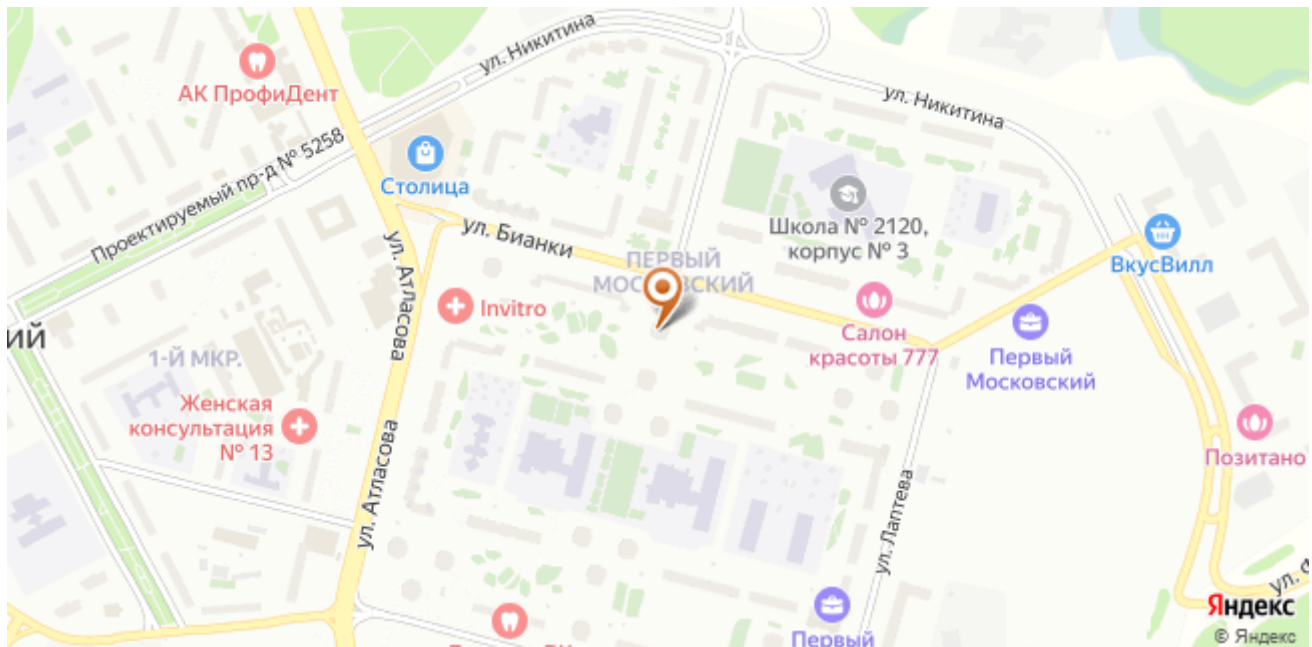 ул. Никитина
АК ПрофиДент
ул. Никитина
Проектируемый пр-д № 5258
Столица
Школа № 2120,
корпус № 3
ул. Бианки
ПЕРВЫЙ
МОСКОВСКИЙ
ВкусВилл
ул. Атласова
Invitro
ИЙ
Салон
красоты 777
Первый
Московский
1-Й МКР.
Женская
консультация
№ 13
ул. Атласова
Позитано
ул. Лаптева
ул. Ф
Яндекс
© Яндекс
Первый